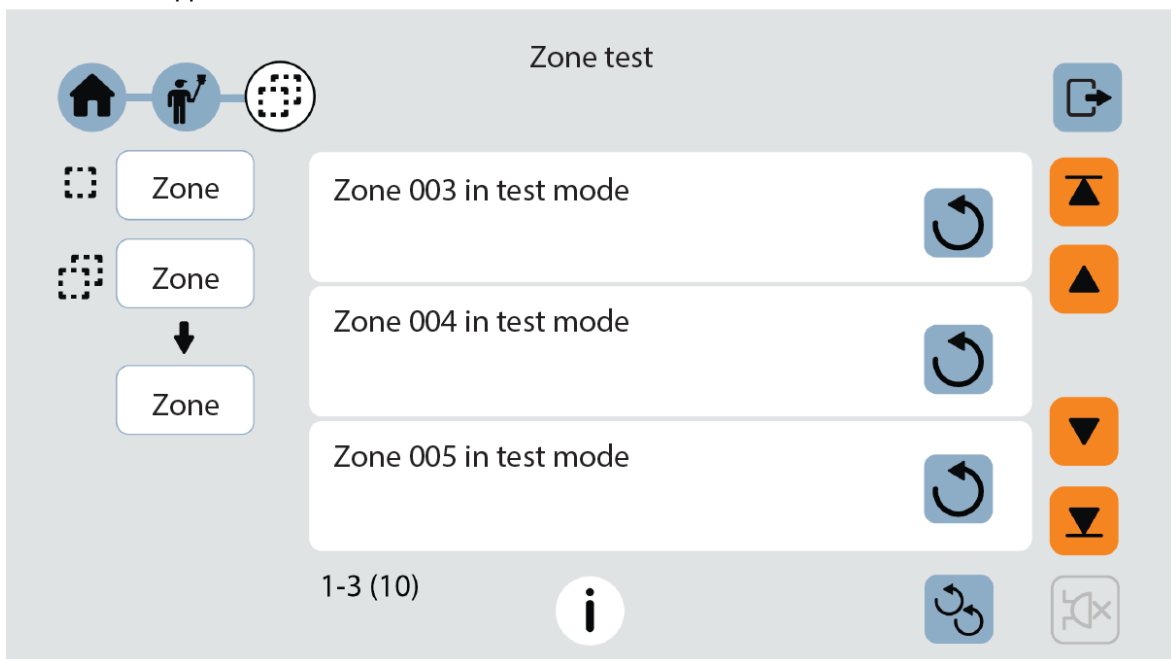 Zone test
Zone
Zone
Zone
Zone 003 in test mode
Zone 004 in test mode
Zone 005 in test mode
1-3 (10)
i